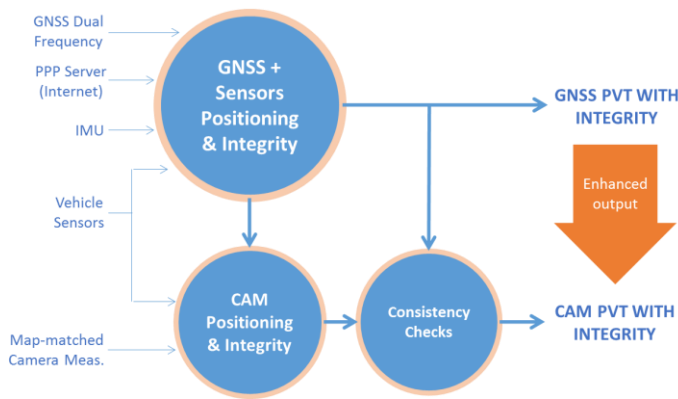 GNSS Dual
Frequency
PPP Server
(Internet)
IMU
Vehicle
Sensors
Map-matched
Camera Meas.
GNSS +
Sensors
Positioning
& Integrity
CAM
Positioning
& Integrity
Consistency
Checks
GNSS PVT WITH
INTEGRITY
Enhanced
output
CAM PVT WITH
INTEGRITY